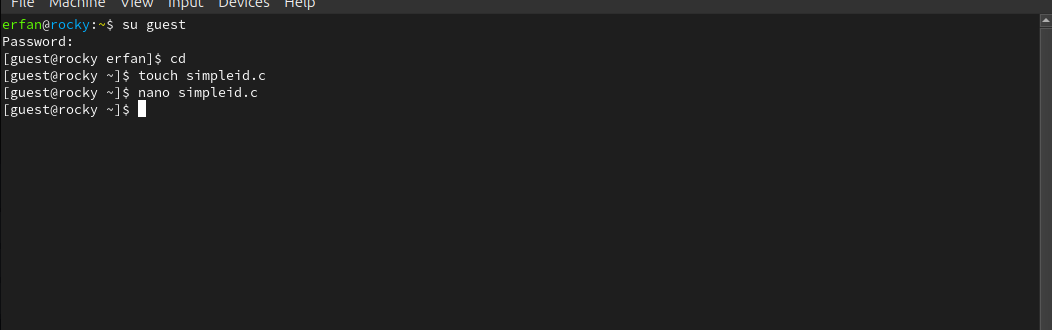 File Machine View Input Devices Help
erfan@rocky:~$ su guest
Password:
[guest@rocky erfan]$ cd
[guest@rocky ~]$ touch simpleid.c
[guest@rocky ~]$ nano simpleid.c
[guest@rocky ~]$